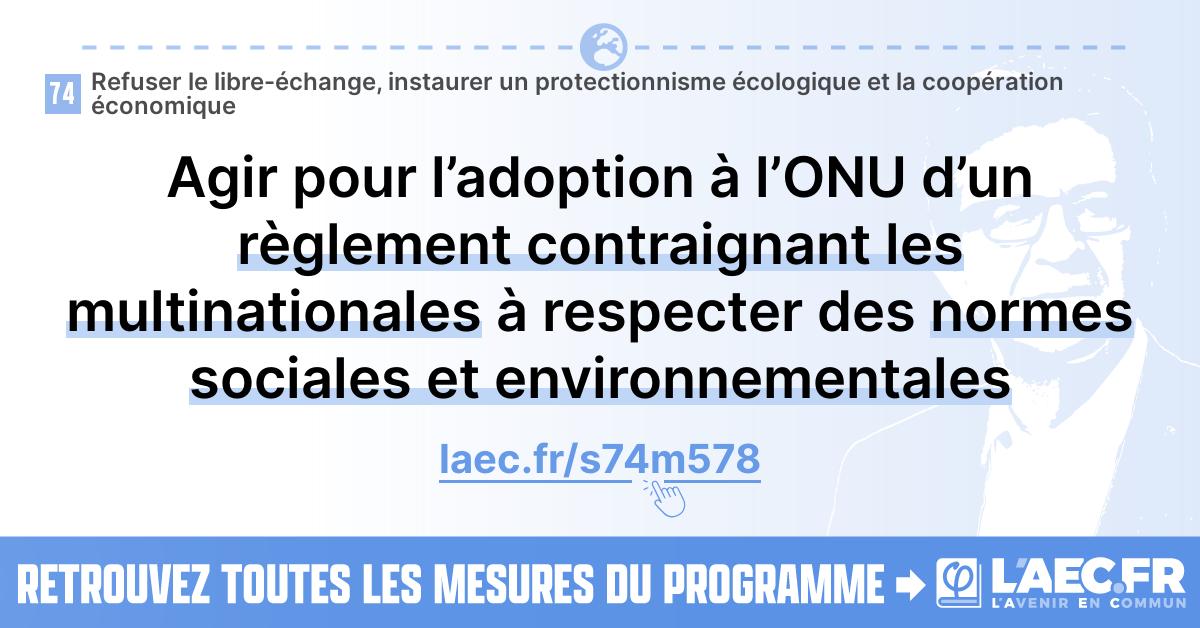 74
Refuser le libre-échange, instaurer un protectionnisme écologique et la coopération
économique
Agir pour l’adoption à l’ONU d’un
règlement contraignant les
multinationales à respecter des normes
sociales et environnementales
laec.fr/s74m578
RETROUVEZ TOUTES LES MESURES DU PROGRAMME
φ L'AEC.FR
L'AVENIR EN COMMUN